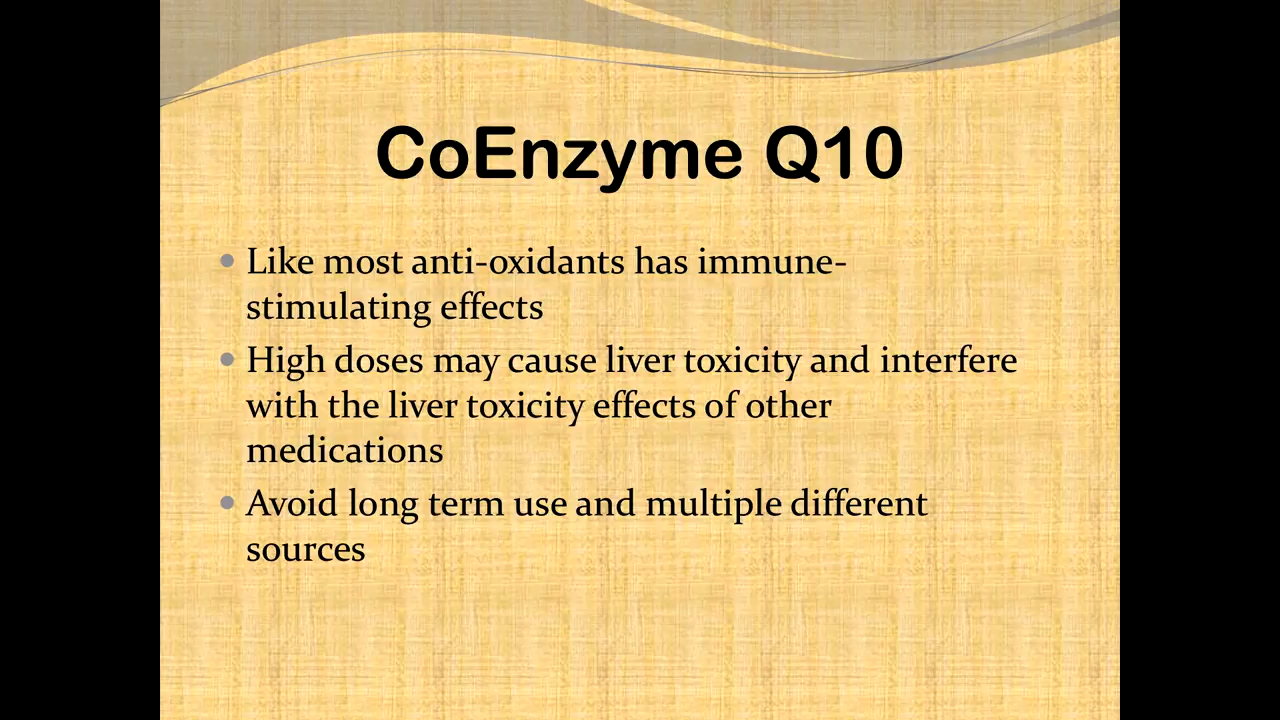 CoEnzyme Q10
• Like most anti-oxidants has immune-
stimulating effects
• High doses may cause liver toxicity and interfere
with the liver toxicity effects of other
medications
• Avoid long term use and multiple different
sources